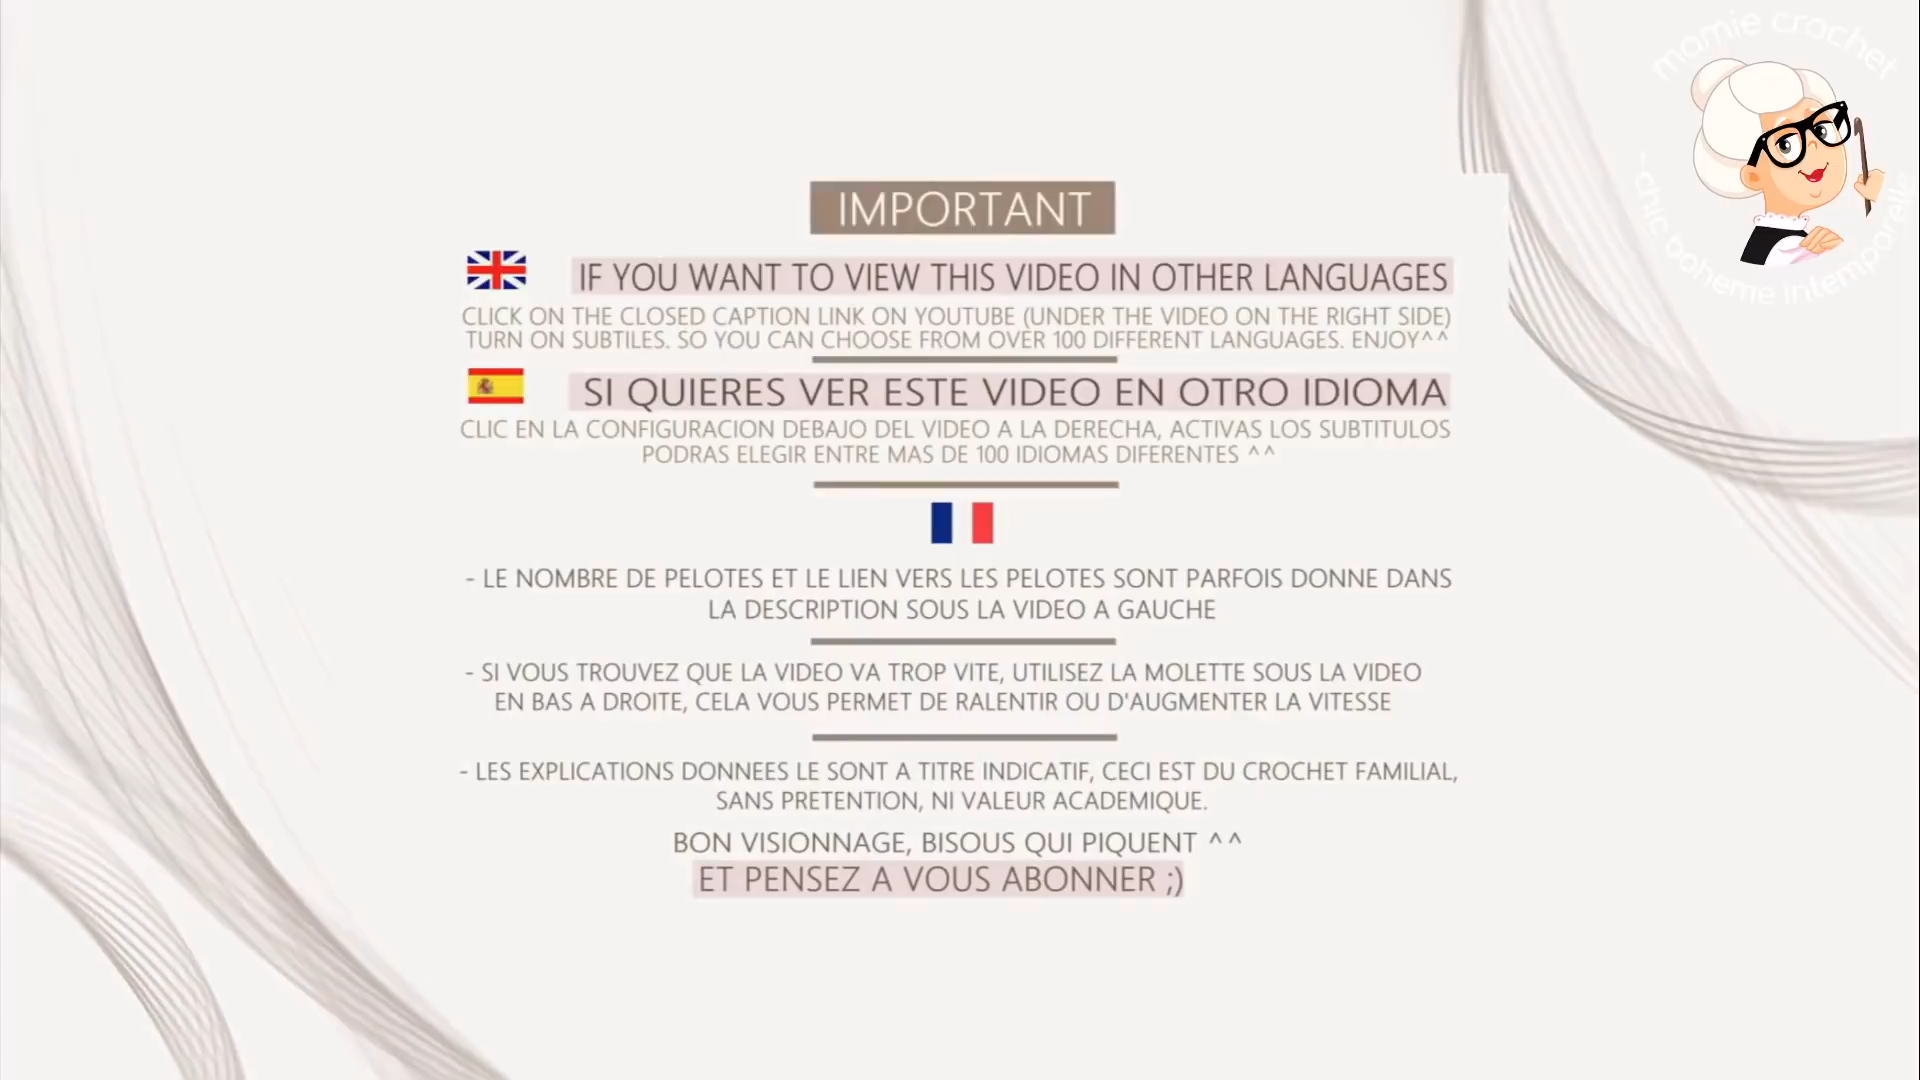 mamie crochet
IMPORTANT
IF YOU WANT TO VIEW THIS VIDEO IN OTHER LANGUAGES
CLICK ON THE CLOSED CAPTION LINK ON YOUTUBE (UNDER THE VIDEO ON THE RIGHT SIDE)
TURN ON SUBTILES. SO YOU CAN CHOOSE FROM OVER 100 DIFFERENT LANGUAGES. ENJOY^^
SI QUIERES VER ESTE VIDEO EN OTRO IDIOMA
CLIC EN LA CONFIGURACION DEBAJO DEL VIDEO A LA DERECHA, ACTIVAS LOS SUBTITULOS
PODRAS ELEGIR ENTRE MAS DE 100 IDIOMAS DIFERENTES ^^
- LE NOMBRE DE PELOTES ET LE LIEN VERS LES PELOTES SONT PARFOIS DONNE DANS
LA DESCRIPTION SOUS LA VIDEO A GAUCHE
- SI VOUS TROUVEZ QUE LA VIDEO VA TROP VITE, UTILISEZ LA MOLETTE SOUS LA VIDEO
EN BAS A DROITE, CELA VOUS PERMET DE RALENTIR OU D'AUGMENTER LA VITESSE
- LES EXPLICATIONS DONNEES LE SONT A TITRE INDICATIF, CECI EST DU CROCHET FAMILIAL,
SANS PRETENTION, NI VALEUR ACADEMIQUE.
BON VISIONNAGE, BISOUS QUI PIQUENT ^^
ET PENSEZ A VOUS ABONNER ;)
-chic boheme intemporelle